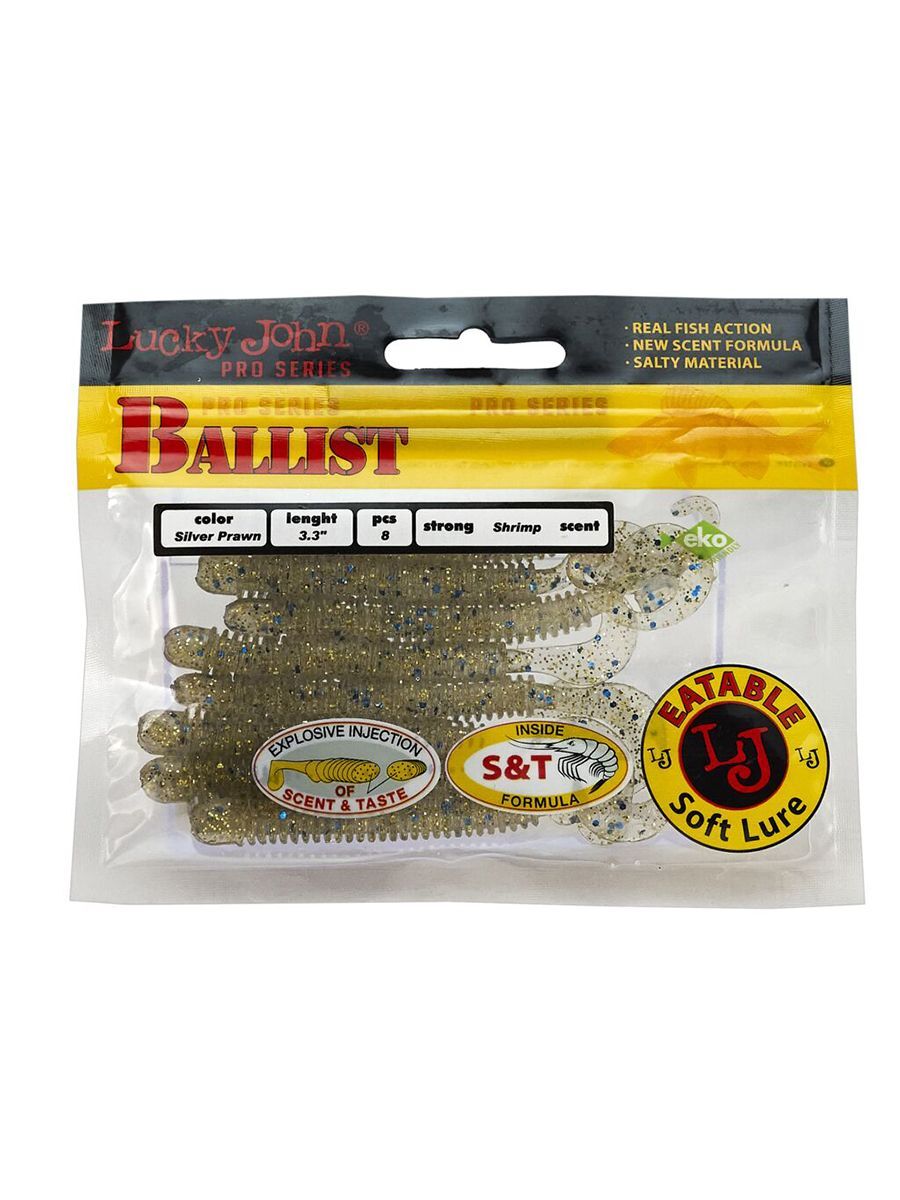 Lucky John®
PRO SERIES
· REAL FISH ACTION
· NEW SCENT FORMULA
· SALTY MATERIAL
PRO SERIES
PRO SERIES
BALLIST
color
Silver Prawn
lenght
3.3"
pcs
8
strong Shrimp scent
eko
EXPLOSIVE INJECTION
OF
SCENT & TASTE
INSIDE
S&T
FORMULA
EATABLE
LJ
LJ
LJ
Soft Lure